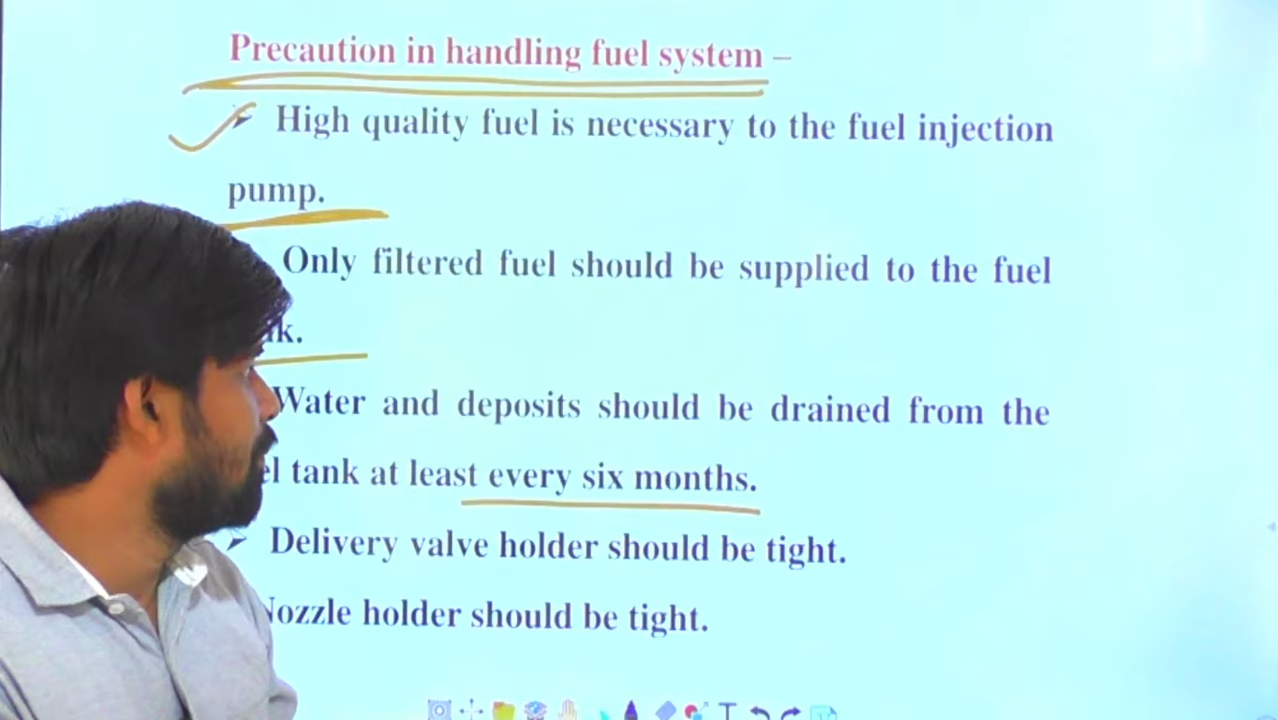 Precaution in handling fuel system –
➤ High quality fuel is necessary to the fuel injection
pump.
Only filtered fuel should be supplied to the fuel
Water and deposits should be drained from the
tank at least every six months.
➤ Delivery valve holder should be tight.
Nozzle holder should be tight.